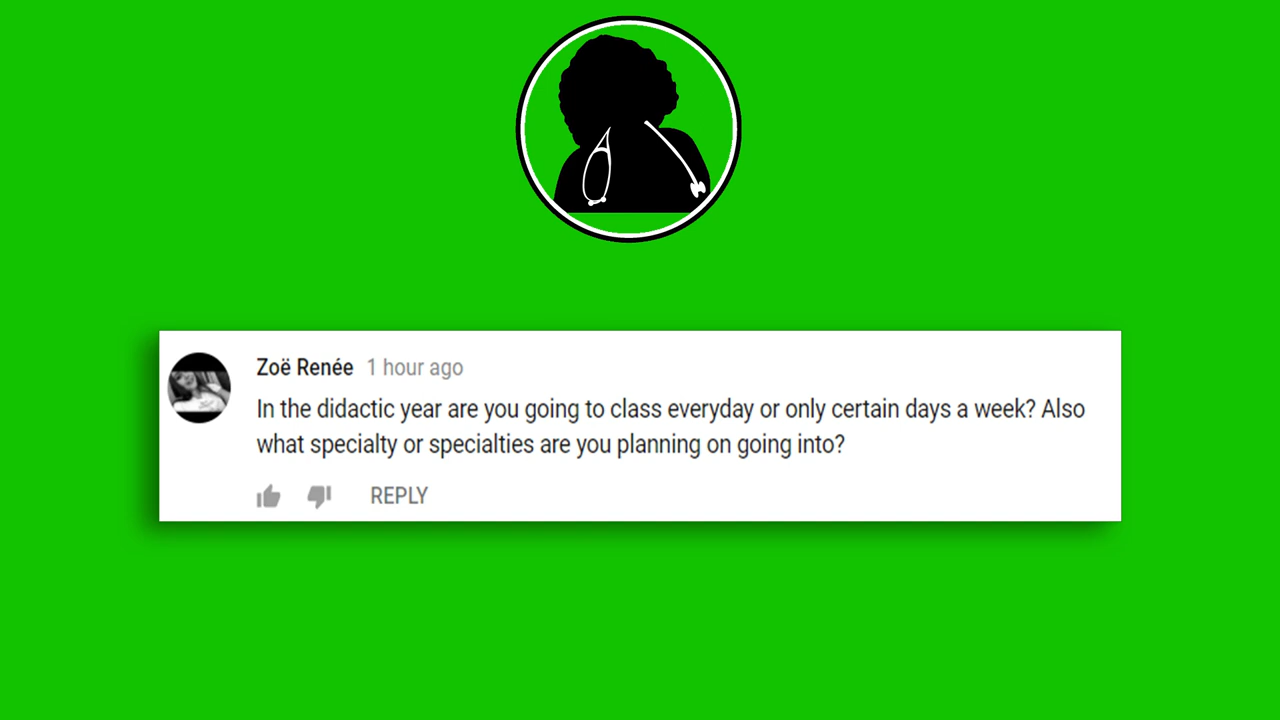 Zoë Renée 1 hour ago
In the didactic year are you going to class everyday or only certain days a week? Also
what specialty or specialties are you planning on going into?
REPLY